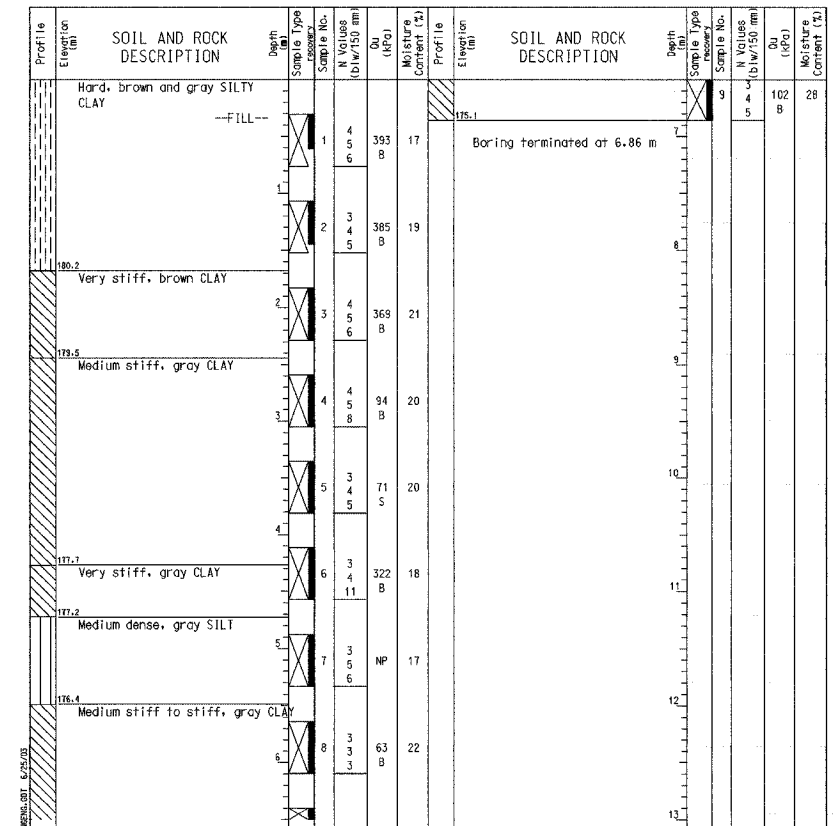 Profile
Elevation (m)
SOIL AND ROCK DESCRIPTION
Depth (m)
Sample Type
recovery
Sample No.
N Values (blw/150 mm)
Qu (kPa)
Moisture Content (%)
Profile
Elevation (m)
SOIL AND ROCK DESCRIPTION
Depth (m)
Sample Type
recovery
Sample No.
N Values (blw/150 mm)
Qu (kPa)
Moisture Content (%)
Hard, brown and gray SILTY
CLAY
--FILL--
1 4 5 6 393 B 17
1
2 3 4 5 385 B 19
180.2
Very stiff, brown CLAY
2
3 4 5 6 369 B 21
179.5
Medium stiff, gray CLAY
4 4 5 8 94 B 20
3
5 3 4 5 71 S 20
4
177.7
Very stiff, gray CLAY
6 3 4 11 322 B 18
177.2
Medium dense, gray SILT
5
7 3 5 6 NP 17
176.4
Medium stiff to stiff, gray CLAY
8 3 3 3 63 B 22
6
9 3 4 5 102 B 28
175.1
Boring terminated at 6.86 m
7
8
9
10
11
12
13
6/25/03